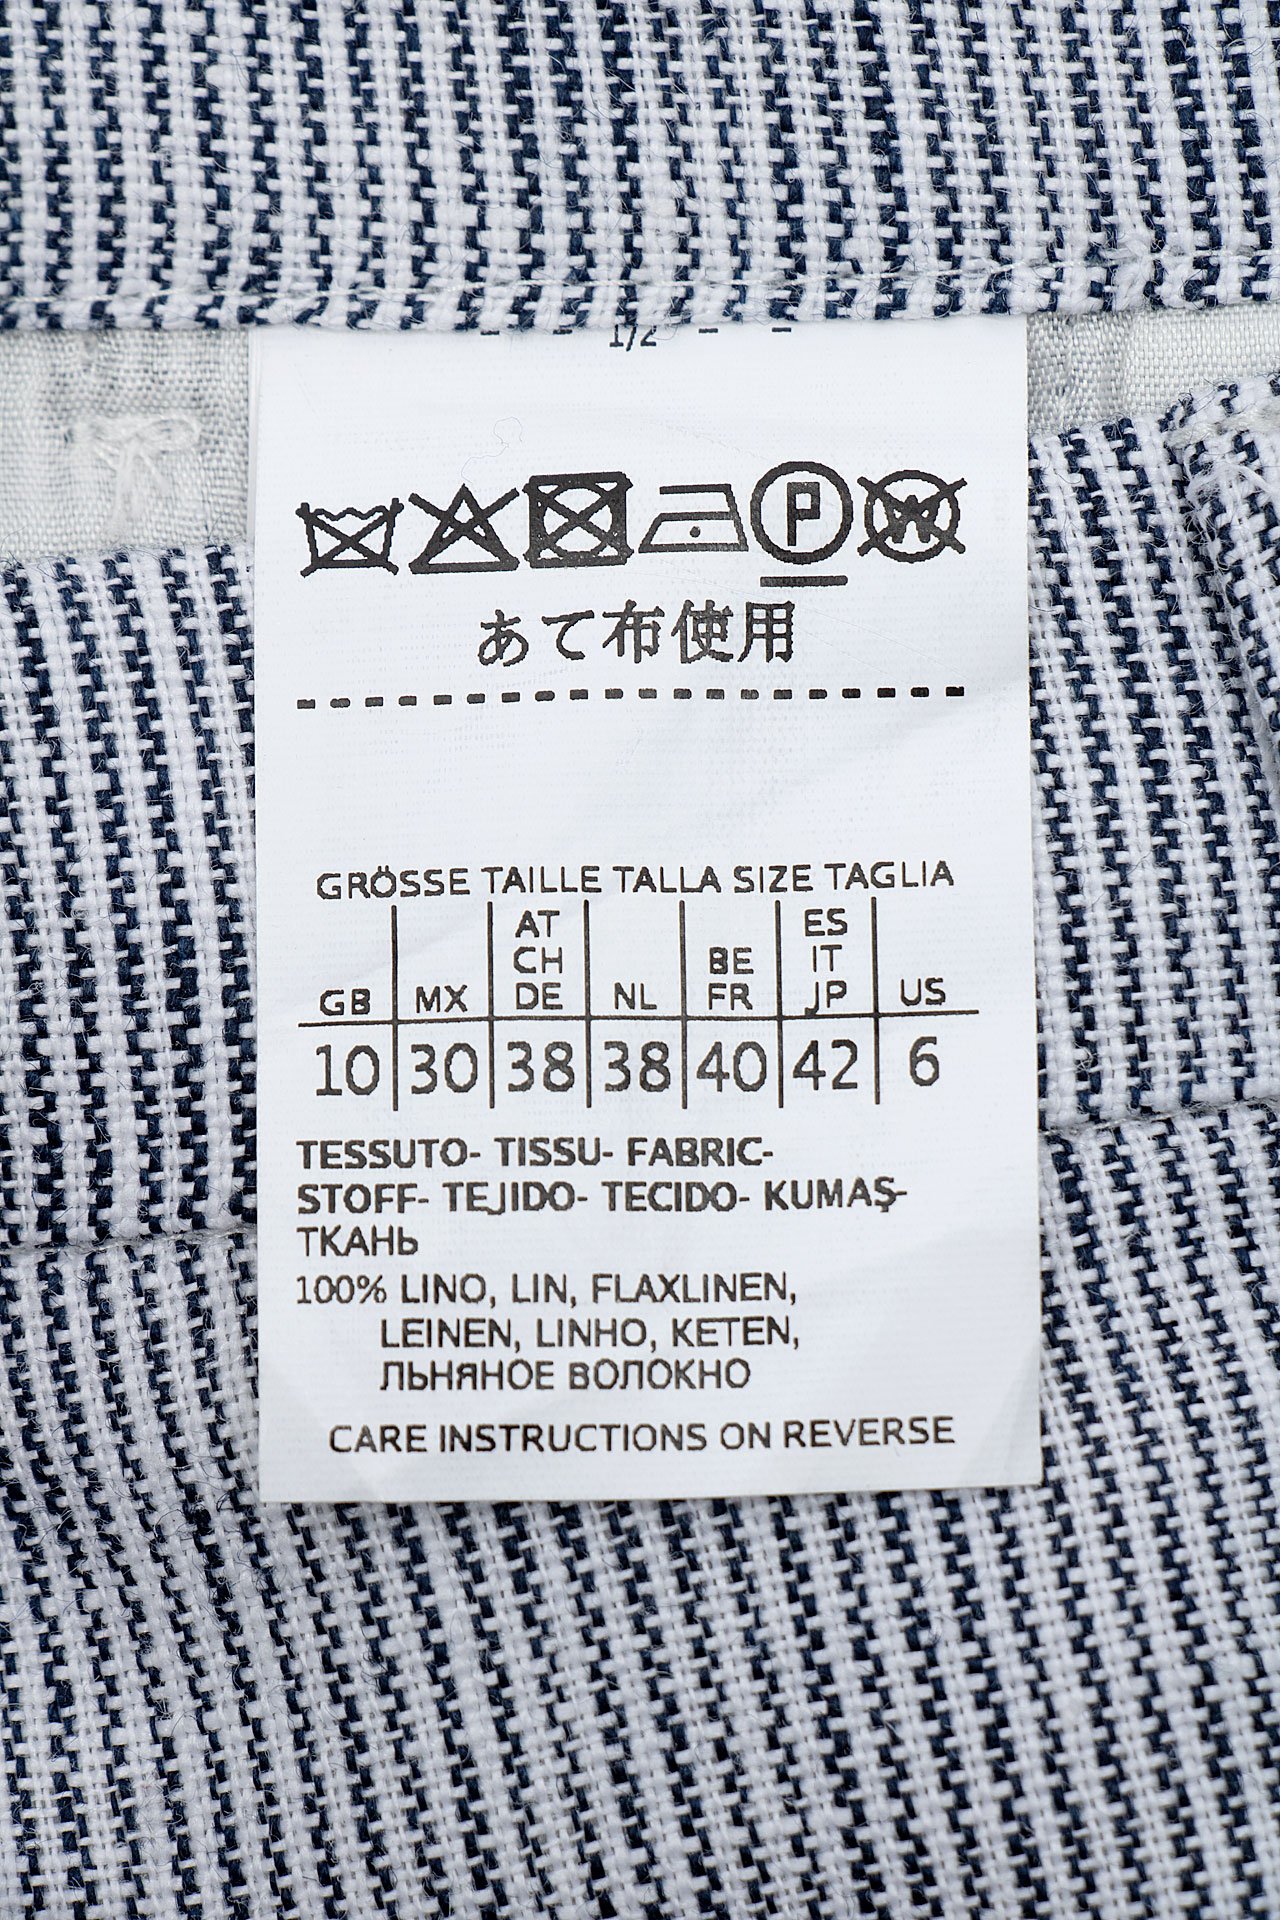 1/2
P W
あて布使用
GRÖSSE TAILLE TALLA SIZE TAGLIA
AT ES
CH BE IT
GB MX DE NL FR JP US
10 30 38 38 40 42 6
TESSUTO- TISSU- FABRIC-
STOFF- TEJIDO- TECIDO- KUMAŞ-
ТКАНЬ
100% LINO, LIN, FLAXLINEN,
LEINEN, LINHO, KETEN,
ЛЬНЯНОЕ ВОЛОКНО
CARE INSTRUCTIONS ON REVERSE